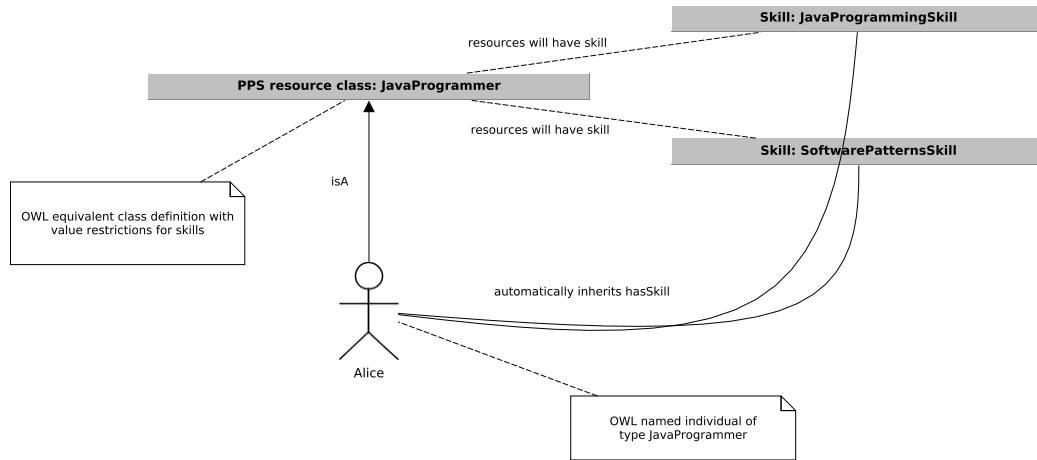 Skill: JavaProgrammingSkill
resources will have skill
PPS resource class: JavaProgrammer
resources will have skill
Skill: SoftwarePatternsSkill
isA
OWL equivalent class definition with
value restrictions for skills
automatically inherits hasSkill
Alice
OWL named individual of
type JavaProgrammer